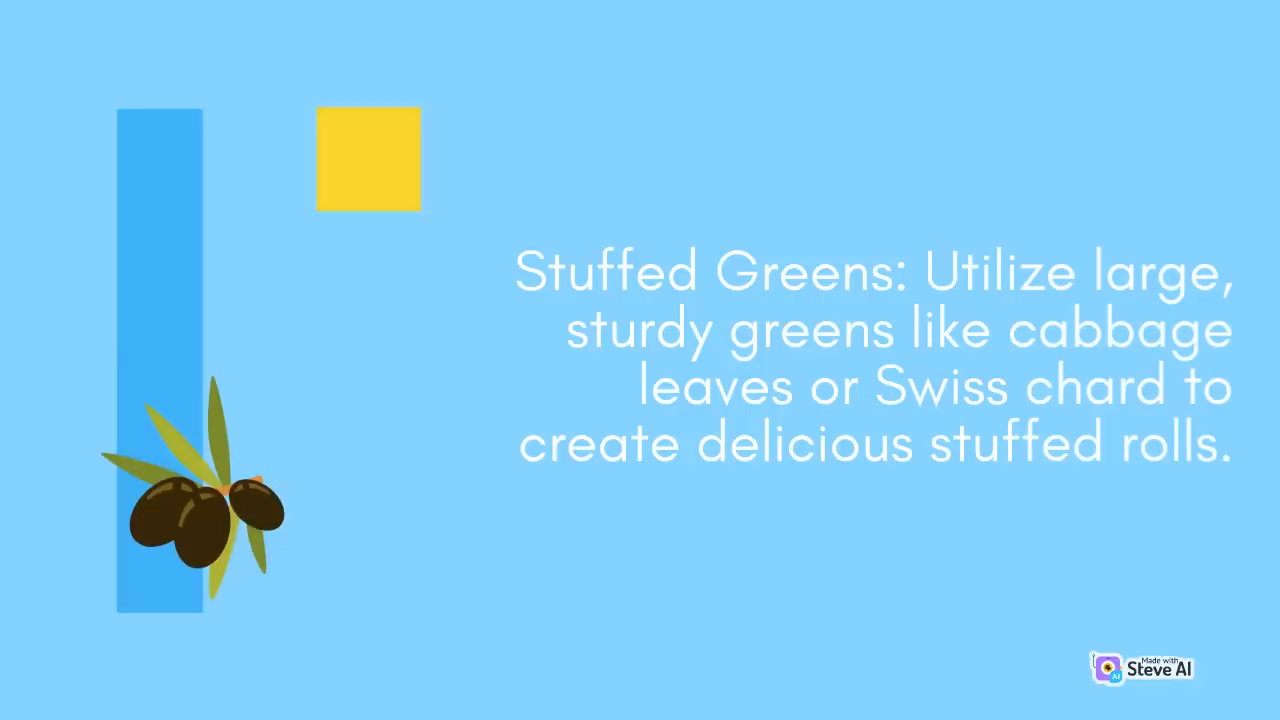 Stuffed Greens: Utilize large,
sturdy greens like cabbage
leaves or Swiss chard to
create delicious stuffed rolls.
Made with
Steve AI
AI